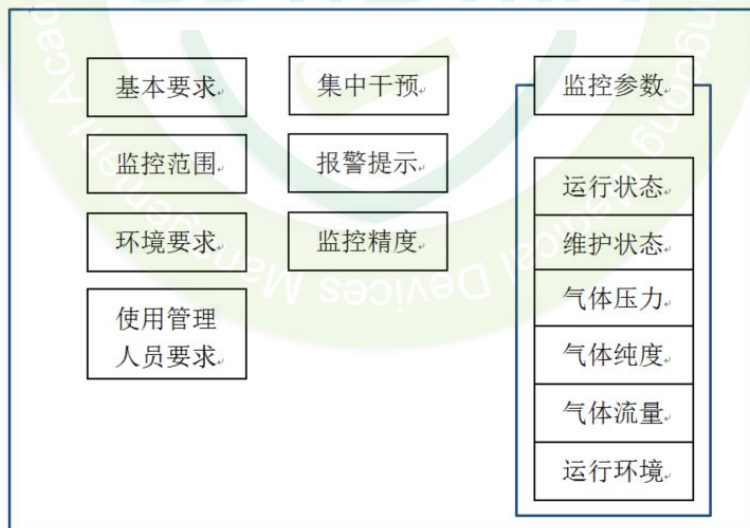 基本要求
监控范围
环境要求
使用管理
人员要求
集中干预
报警提示
监控精度
监控参数
运行状态
维护状态
气体压力
气体纯度
气体流量
运行环境
Medical Devices Management